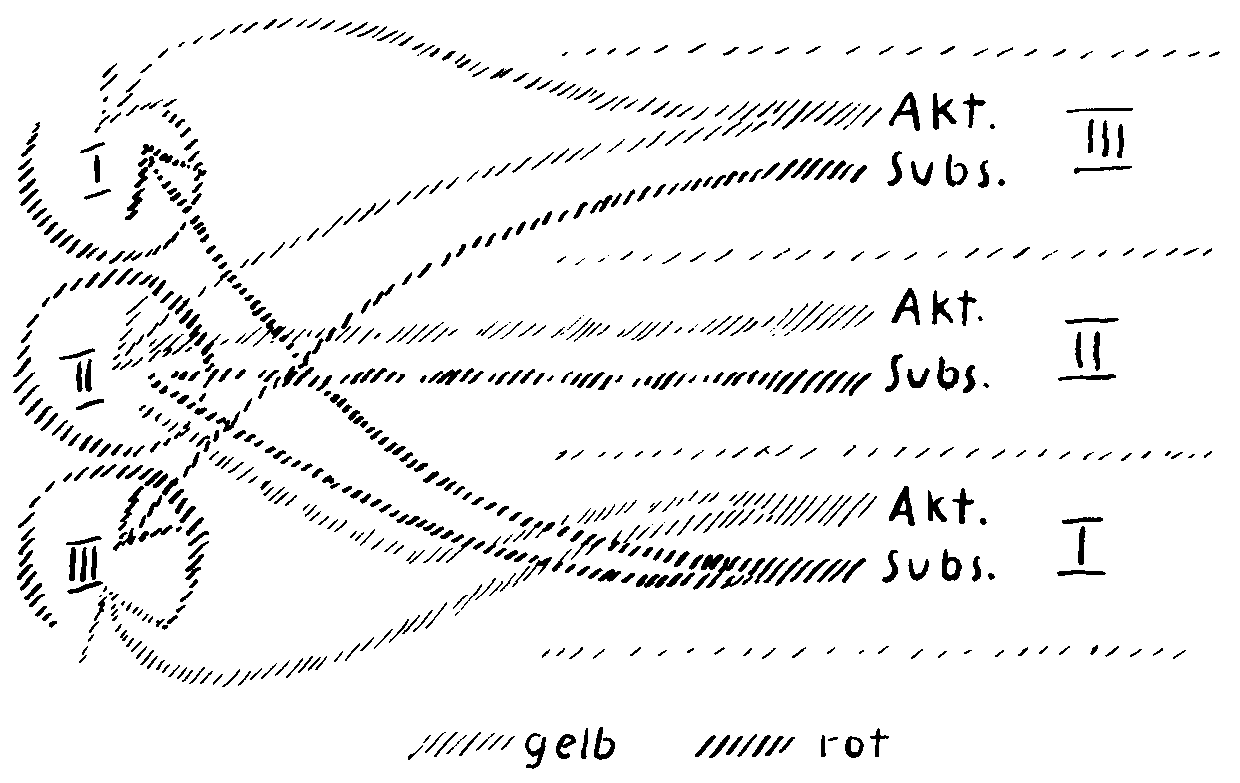 Akt.
I Subs. III
Akt.
II Subs. II
Akt.
III Subs. I
gelb rot